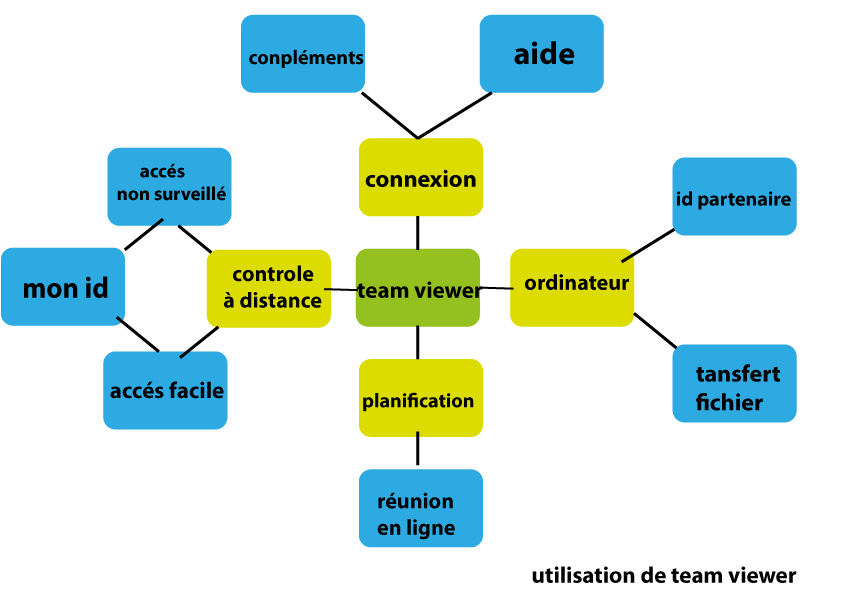 conpléments
aide
connexion
accés
non surveillé
id partenaire
mon id
controle
à distance
team viewer
ordinateur
accés facile
planification
tansfert
fichier
réunion
en ligne
utilisation de team viewer